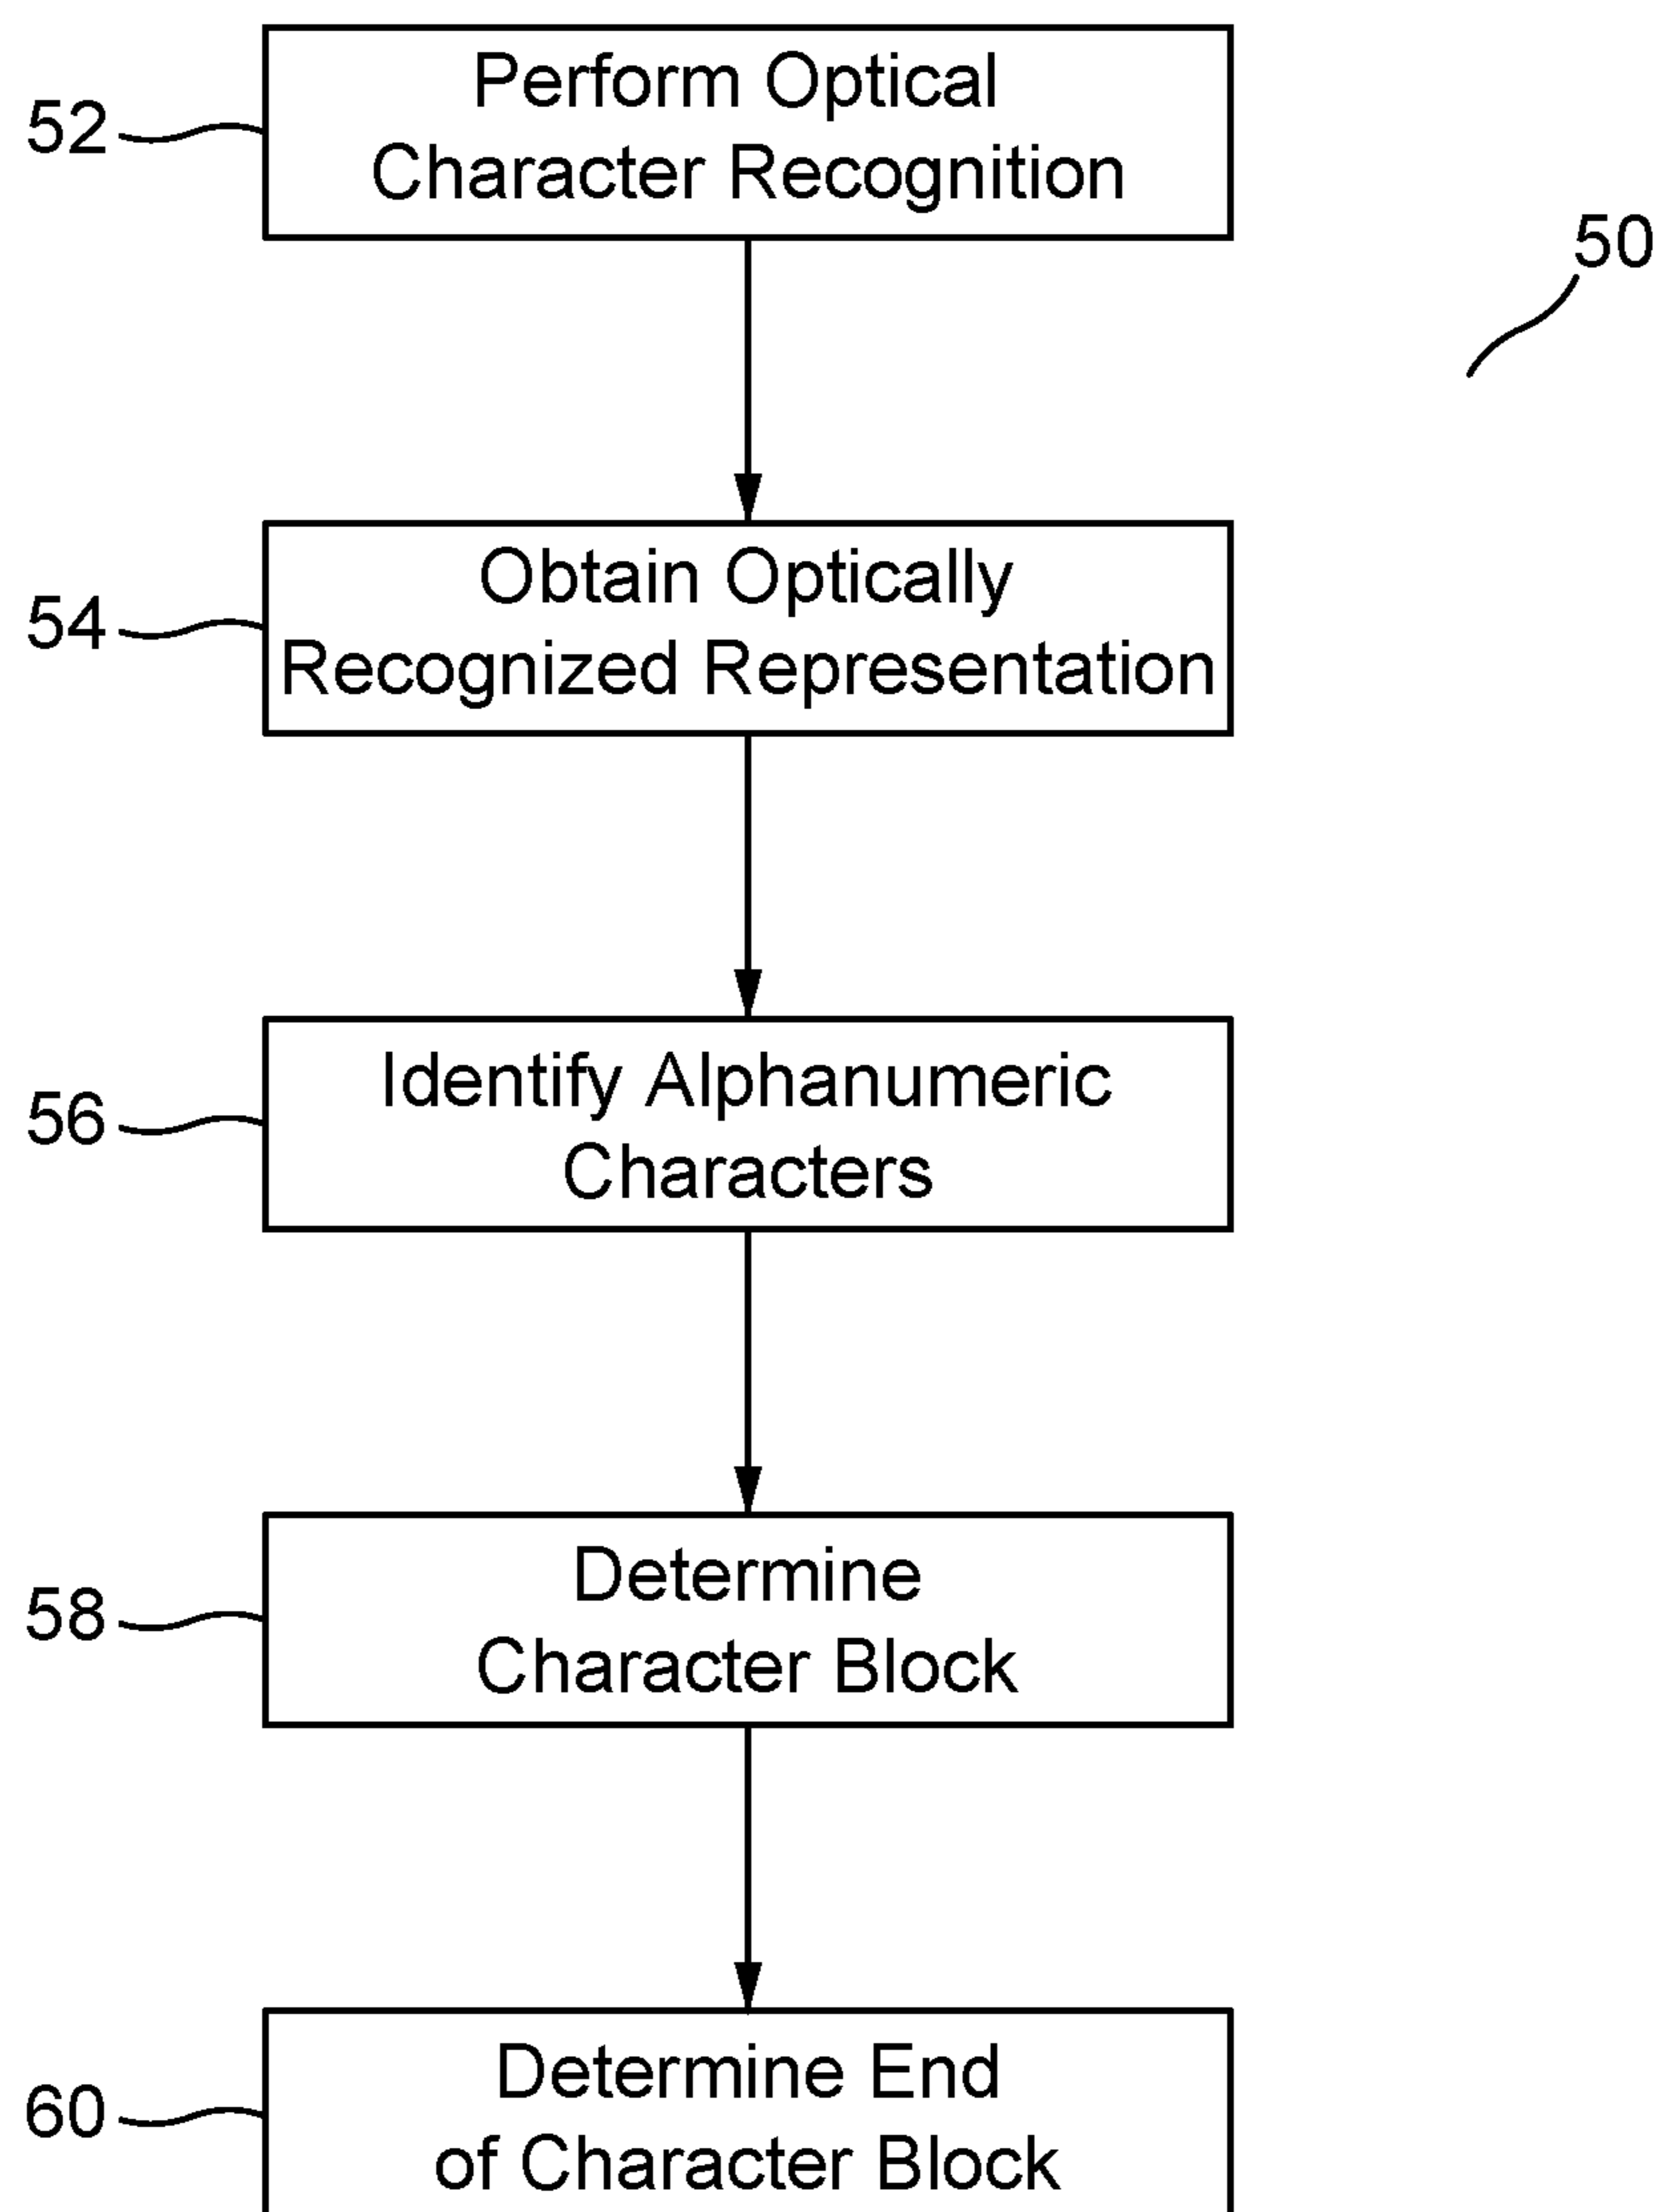 Perform Optical
Character Recognition
52
50
Obtain Optically
Recognized Representation
54
Identify Alphanumeric
Characters
56
Determine
Character Block
58
Determine End
of Character Block
60